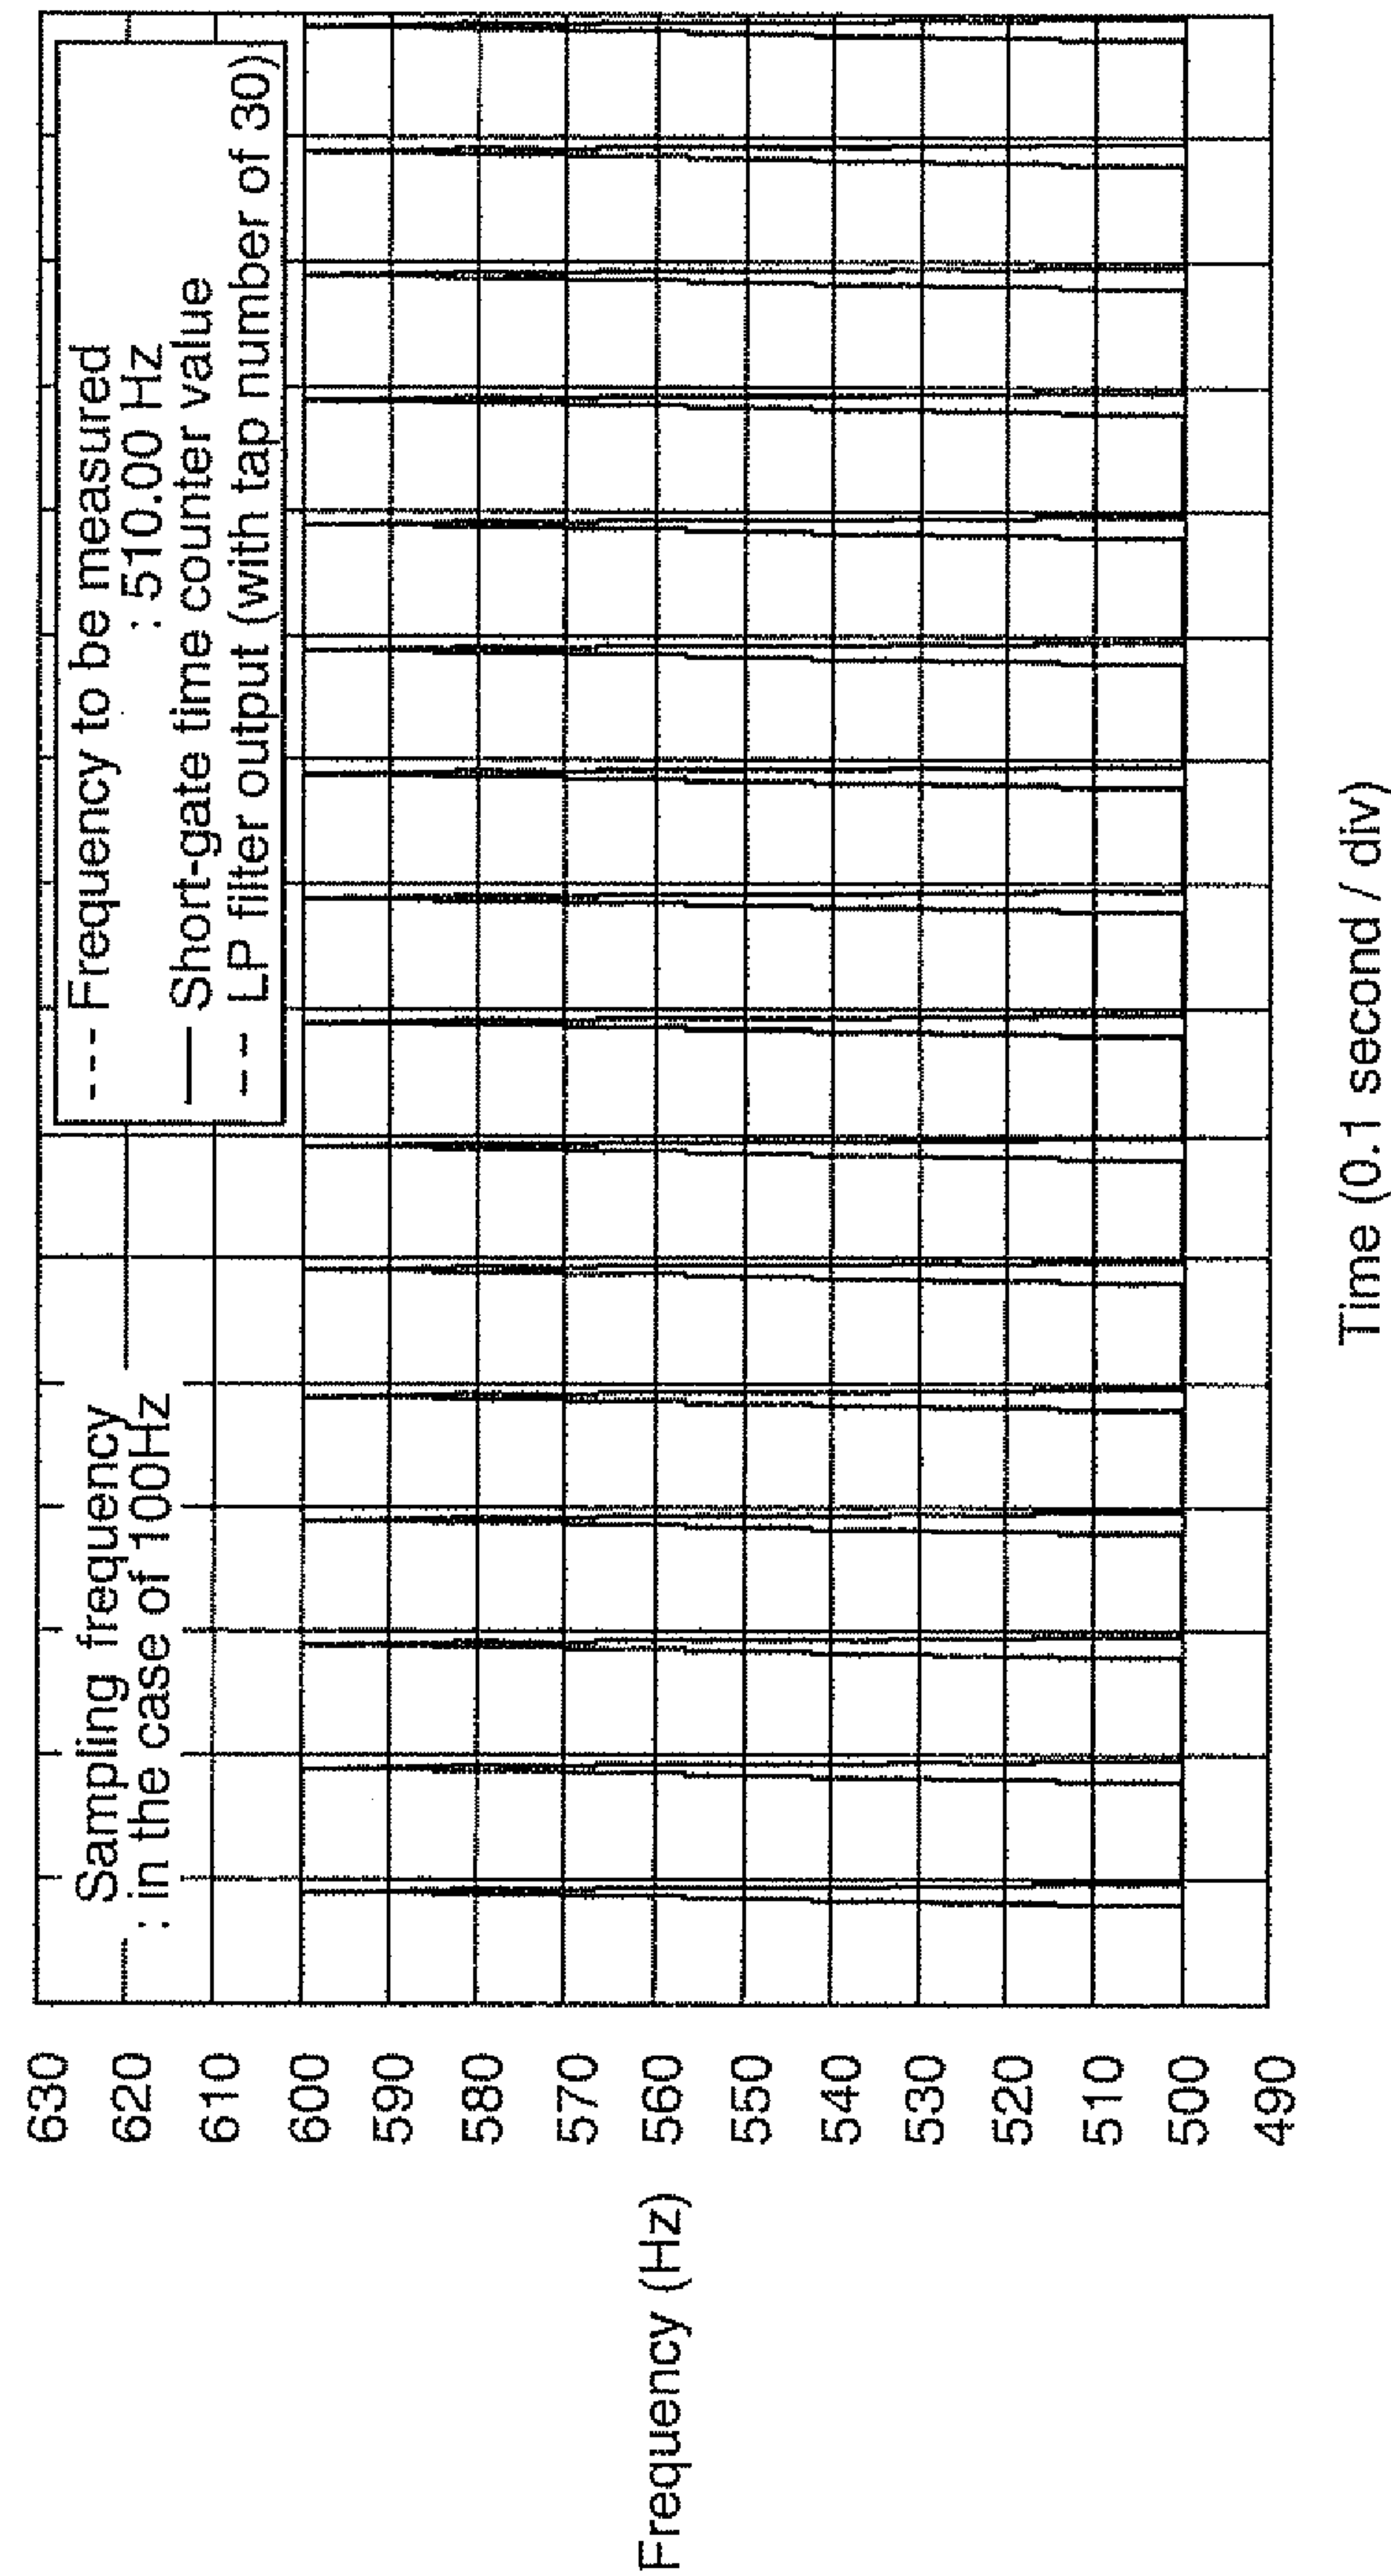 Sampling frequency
: in the case of 100Hz
--- Frequency to be measured
: 510.00 Hz
— Short-gate time counter value
-- LP filter output (with tap number of 30)
630
620
610
600
590
580
570
560
550
540
530
520
510
500
490
Frequency (Hz)
Time (0.1 second / div)